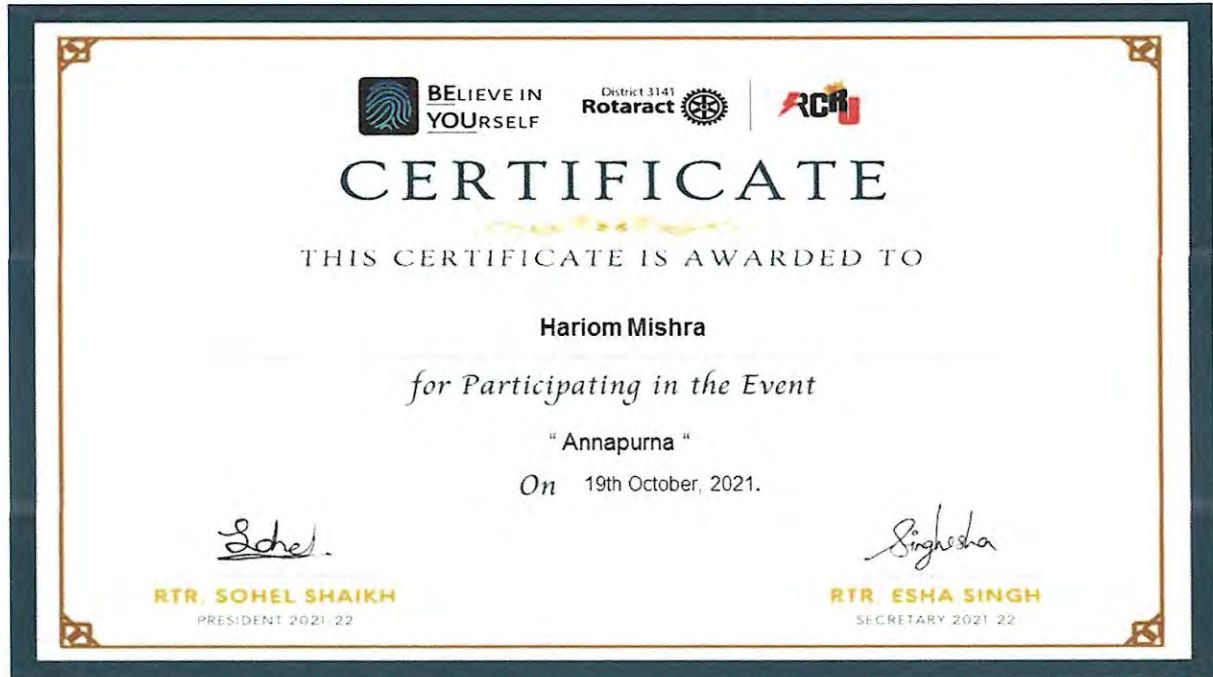 BELIEVE IN
YOURSELF
District 3141
Rotaract
RCRU
CERTIFICATE
THIS CERTIFICATE IS AWARDED TO
Hariom Mishra
for Participating in the Event
“ Annapurna “
On 19th October, 2021.
Sohel.
Singhesha
RTR. SOHEL SHAIKH
RTR. ESHA SINGH
PRESIDENT 2021-22
SECRETARY 2021-22